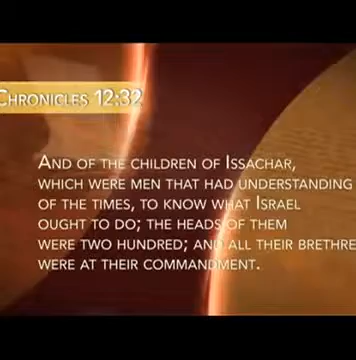 Chronicles 12:32
And of the children of Issachar,
which were men that had understanding
of the times, to know what Israel
ought to do; the heads of them
were two hundred; and all their brethre
were at their commandment.